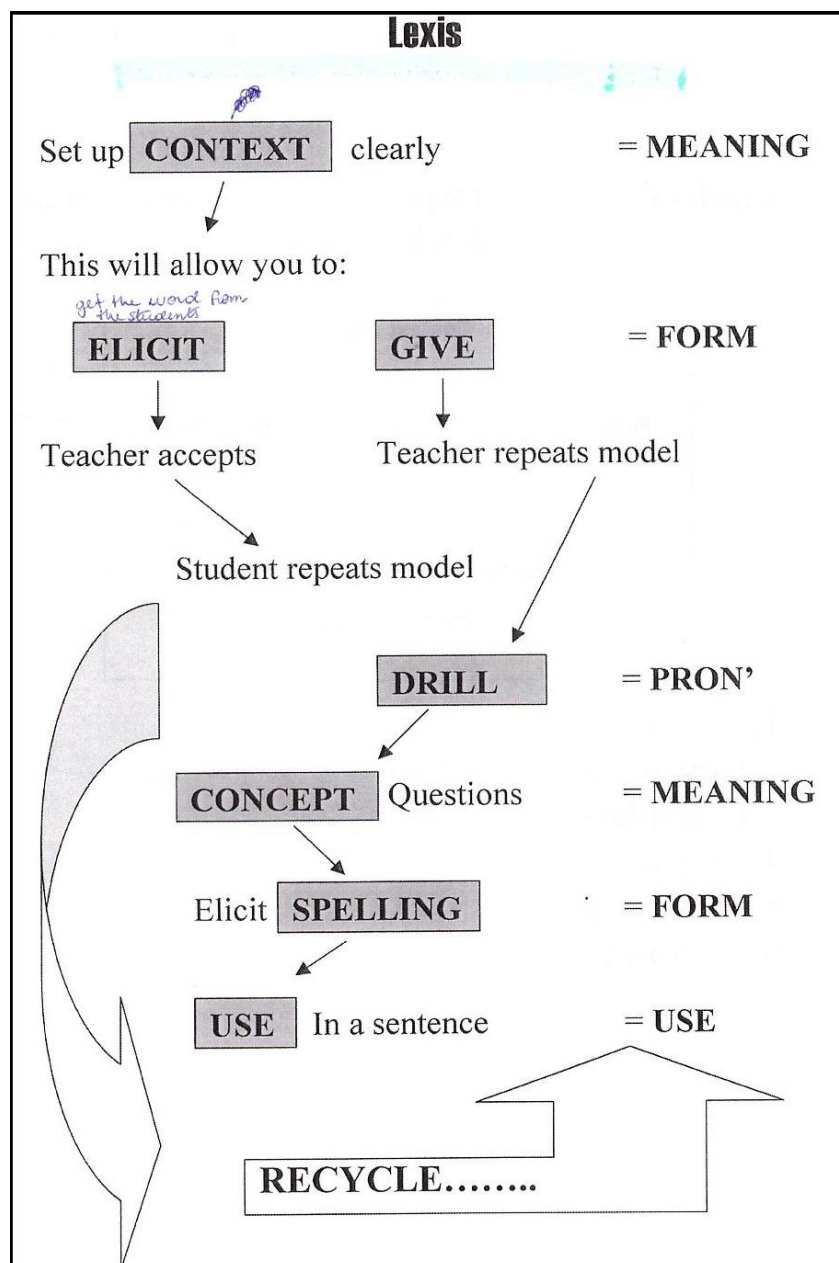 Lexis
Set up CONTEXT clearly = MEANING
This will allow you to:
get the word from
the students
ELICIT GIVE = FORM
Teacher accepts Teacher repeats model
Student repeats model
DRILL = PRON’
CONCEPT Questions = MEANING
Elicit SPELLING = FORM
USE In a sentence = USE
RECYCLE……..